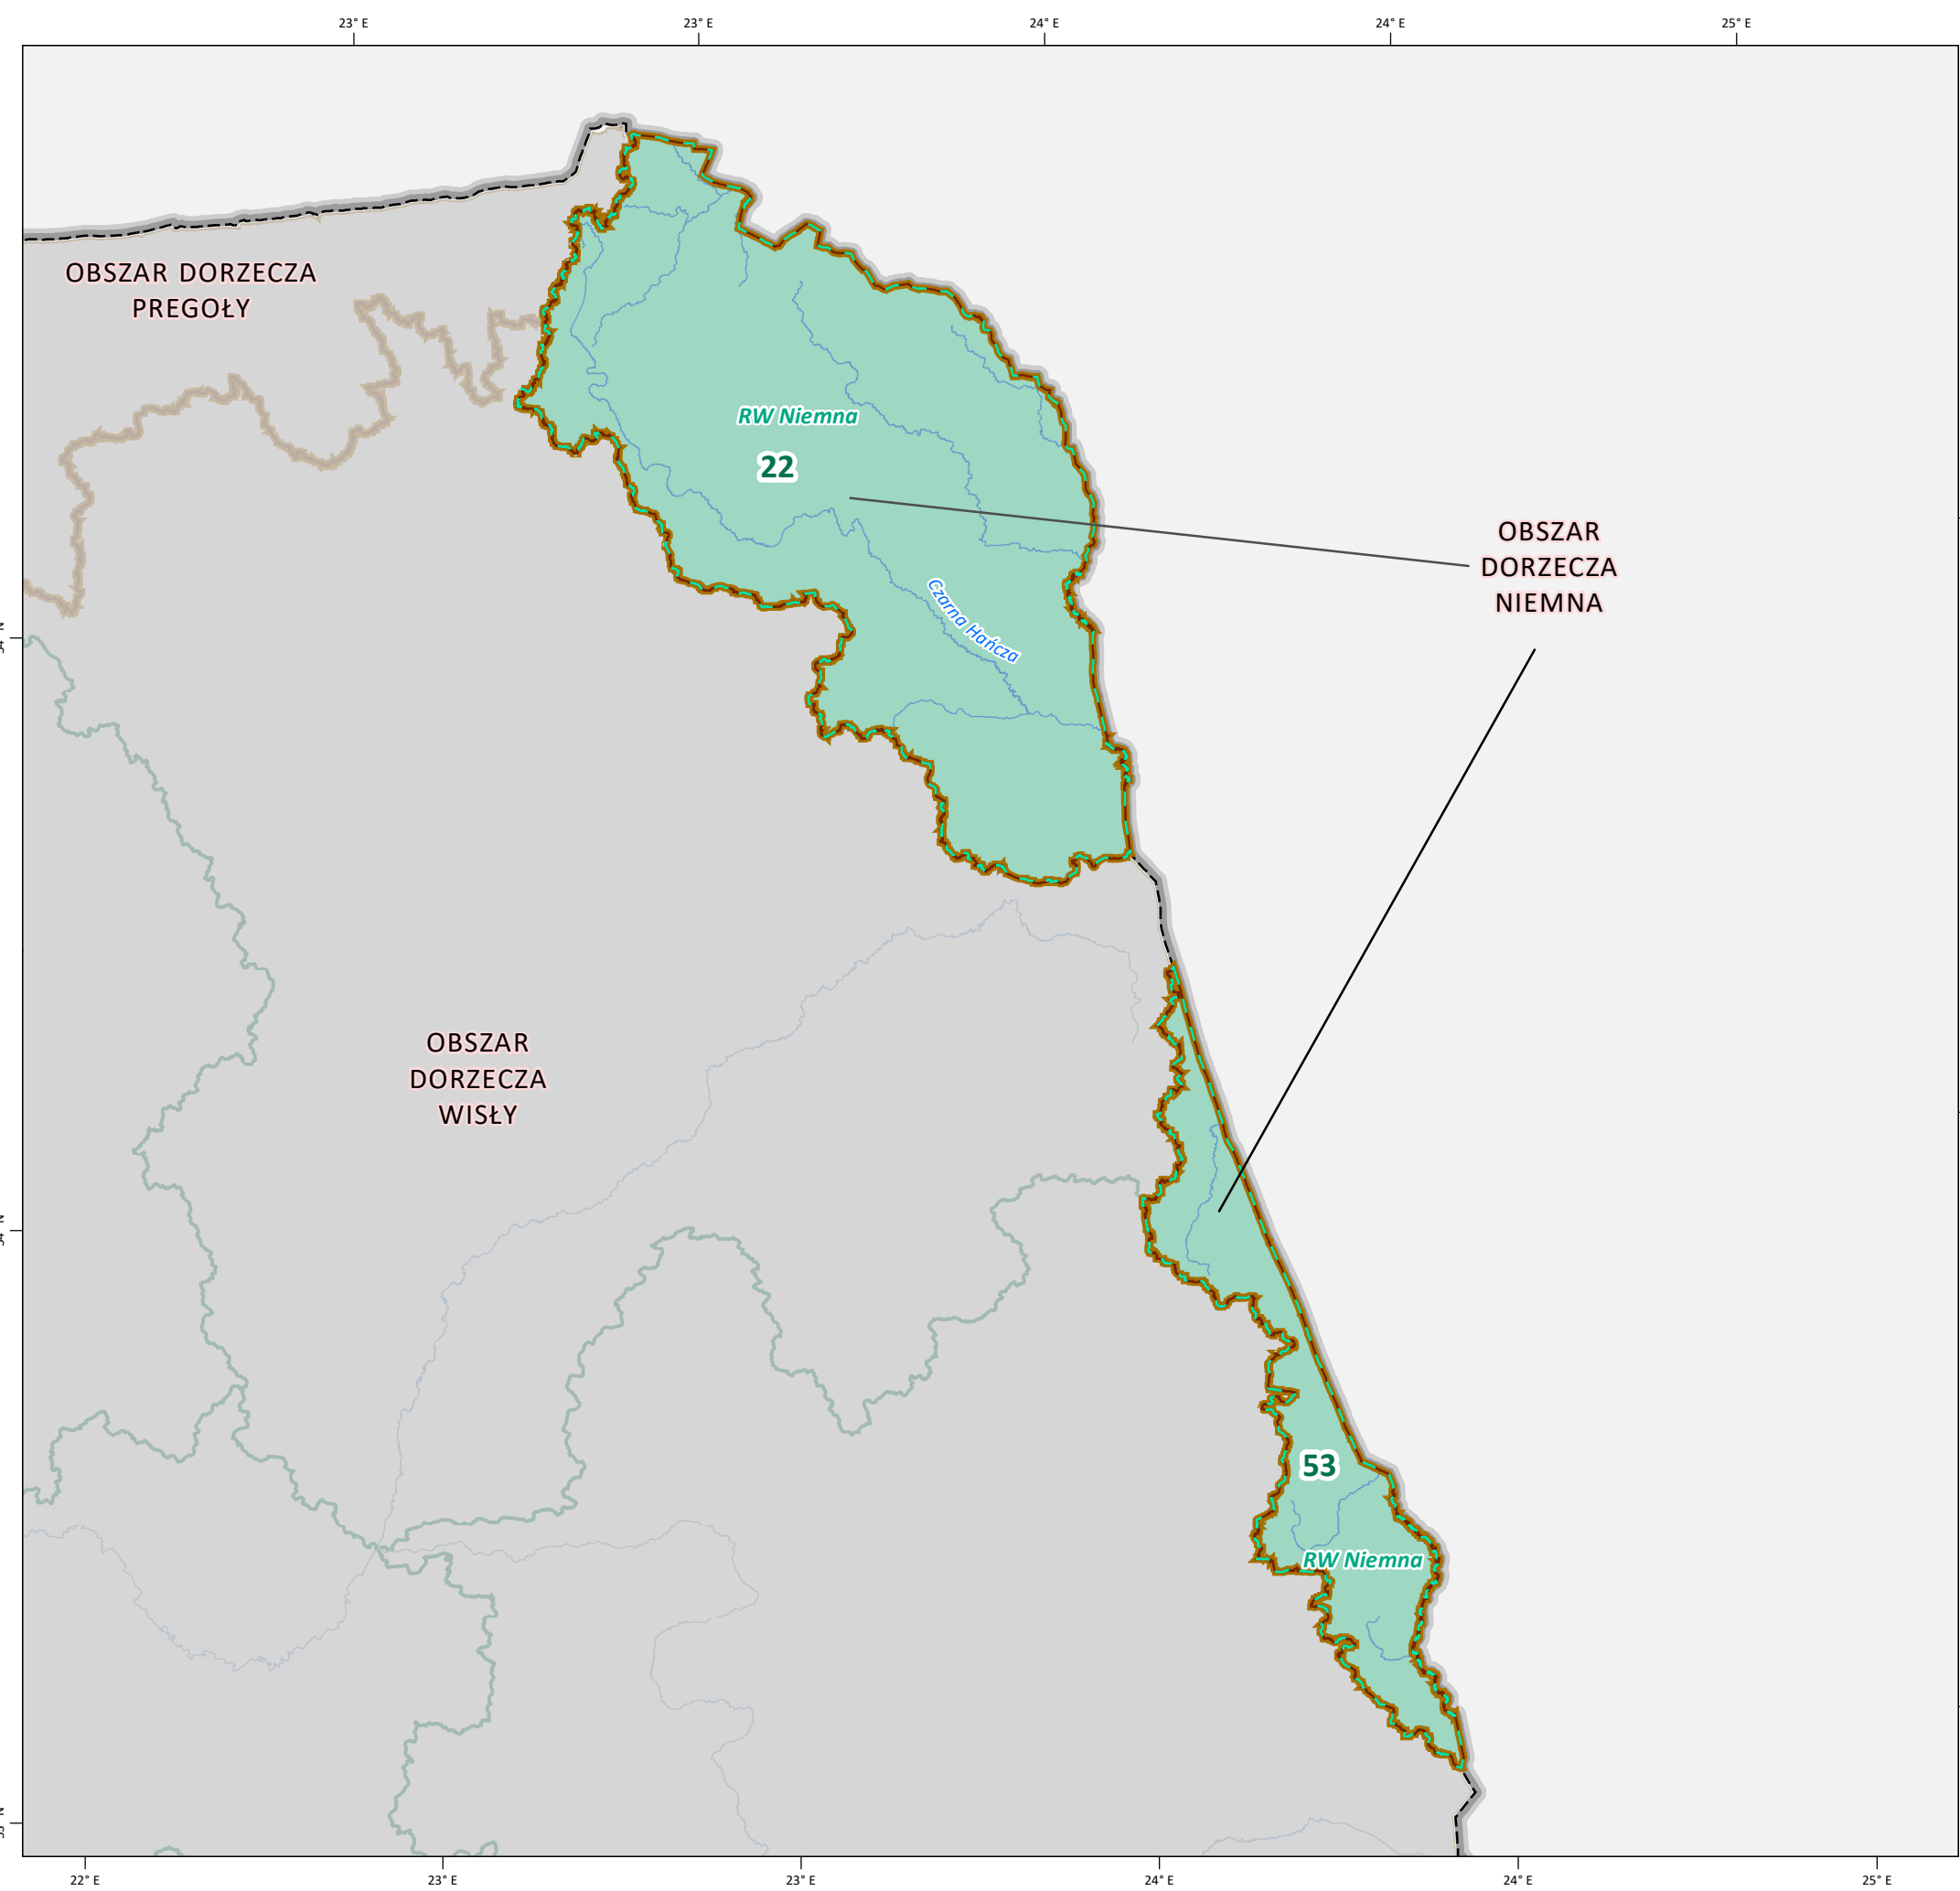 23° E
23° E
24° E
24° E
25° E
OBSZAR DORZECZA
PREGOŁY
RW Niemna
22
OBSZAR
DORZECZA
NIEMNA
Czarna Hańcza
OBSZAR
DORZECZA
WISŁY
53
RW Niemna
22° E
23° E
23° E
24° E
24° E
25° E